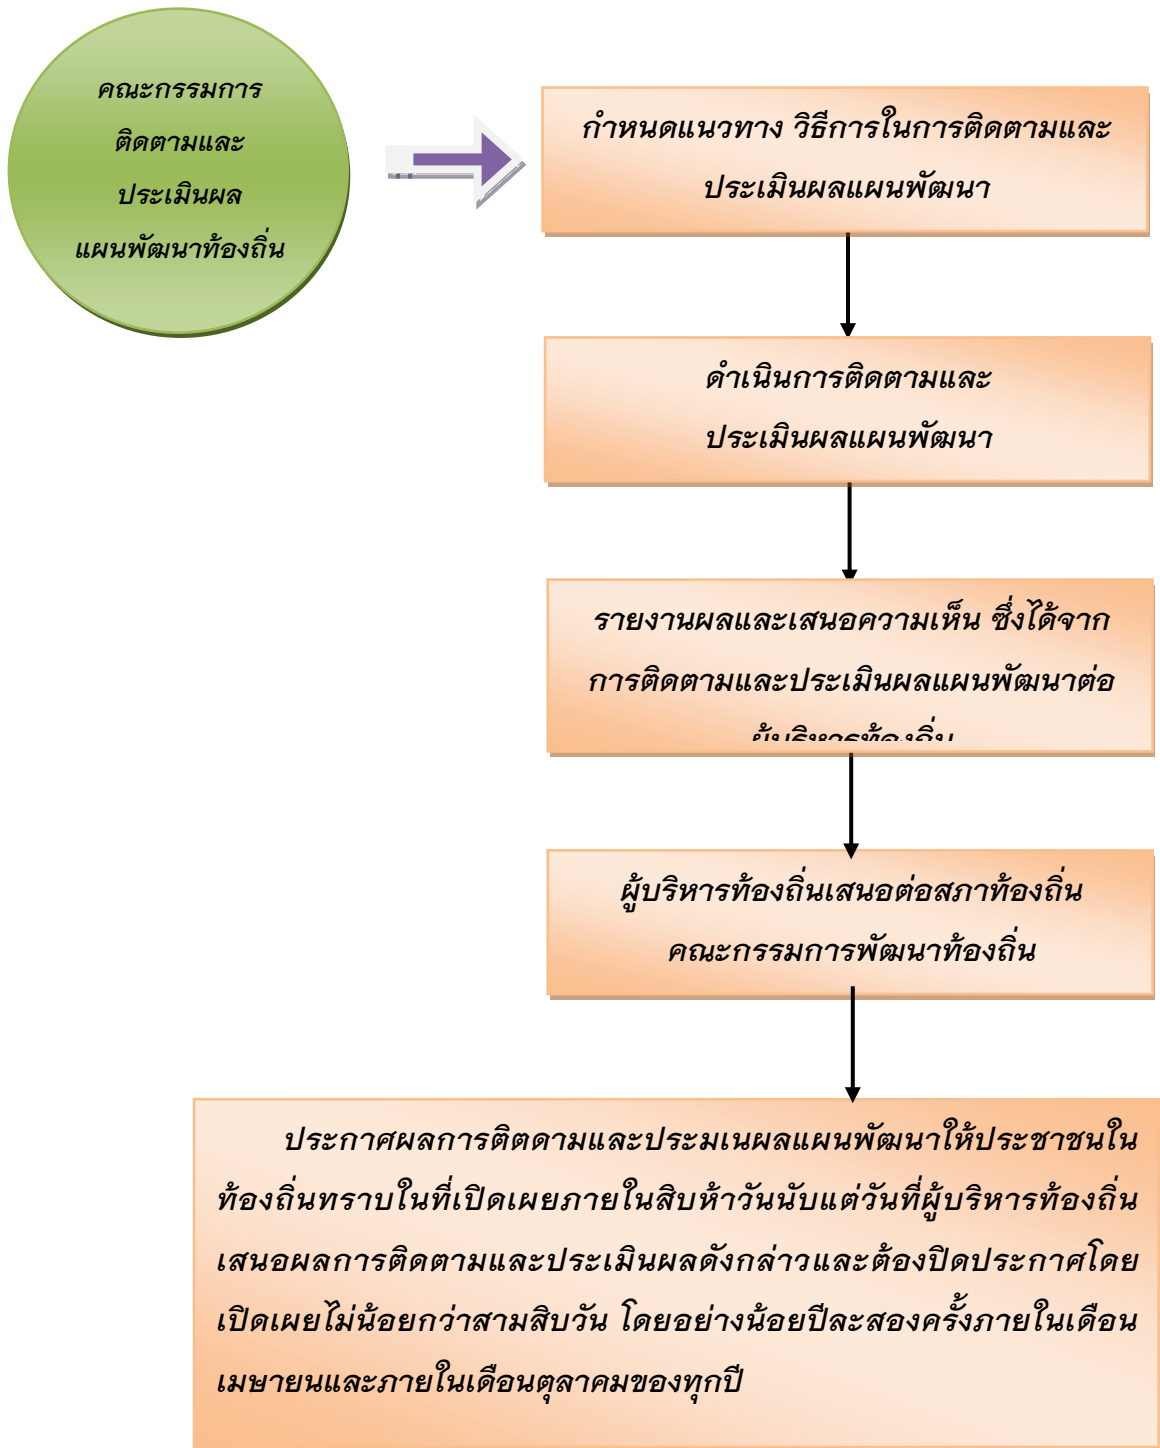 คณะกรรมการ
ติดตามและ
ประเมินผล
แผนพัฒนาท้องถิ่น
กำหนดแนวทาง วิธีการในการติดตามและ
ประเมินผลแผนพัฒนา
ดำเนินการติดตามและ
ประเมินผลแผนพัฒนา
รายงานผลและเสนอความเห็น ซึ่งได้จาก
การติดตามและประเมินผลแผนพัฒนาต่อ
ผู้บริหารท้องถิ่น
ผู้บริหารท้องถิ่นเสนอต่อสภาท้องถิ่น
คณะกรรมการพัฒนาท้องถิ่น
ประกาศผลการติตดามและประมเนผลแผนพัฒนาให้ประชาชนใน
ท้องถิ่นทราบในที่เปิดเผยภายในสิบห้าวันนับแต่วันที่ผู้บริหารท้องถิ่น
เสนอผลการติดตามและประเมินผลดังกล่าวและต้องปิดประกาศโดย
เปิดเผยไม่น้อยกว่าสามสิบวัน โดยอย่างน้อยปีละสองครั้งภายในเดือน
เมษายนและภายในเดือนตุลาคมของทุกปี